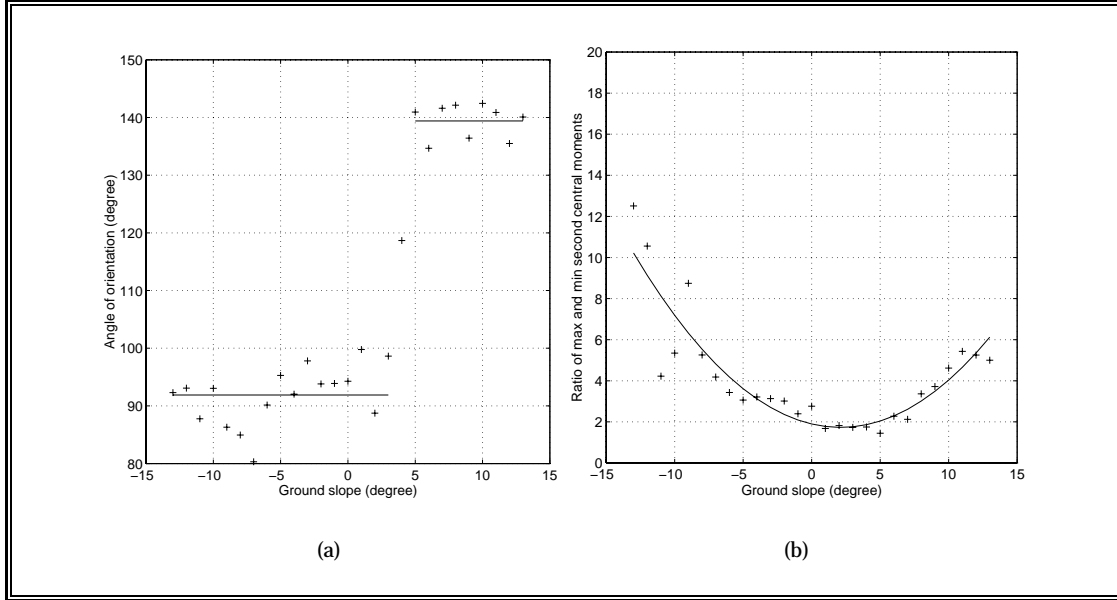 150
140
130
120
110
100
90
80
−15 −10 −5 0 5 10 15
Angle of orientation (degree)
Ground slope (degree)
(a)
20
18
16
14
12
10
8
6
4
2
0
−15 −10 −5 0 5 10 15
Ratio of max and min second central moments
Ground slope (degree)
(b)